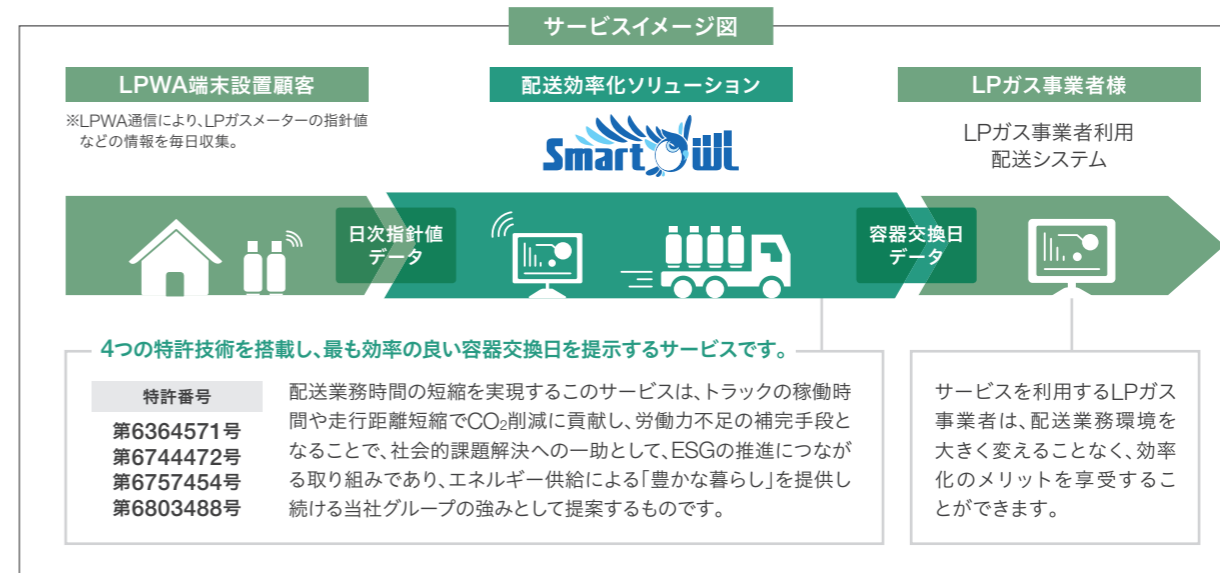 サービスイメージ図
LPWA端末設置顧客
※LPWA通信により、LPガスメーターの指針値
などの情報を毎日収集。
配送効率化ソリューション
Smart OWL
LPガス事業者様
LPガス事業者利用
配送システム
日次指針値
データ
容器交換日
データ
4つの特許技術を搭載し、最も効率の良い容器交換日を提示するサービスです。
特許番号
第6364571号
第6744472号
第6757454号
第6803488号
配送業務時間の短縮を実現するこのサービスは、トラックの稼働時
間や走行距離短縮でCO₂削減に貢献し、労働力不足の補完手段と
なることで、社会的課題解決への一助として、ESGの推進につなが
る取り組みであり、エネルギー供給による「豊かな暮らし」を提供し
続ける当社グループの強みとして提案するものです。
サービスを利用するLPガス
事業者は、配送業務環境を
大きく変えることなく、効率
化のメリットを享受するこ
とができます。